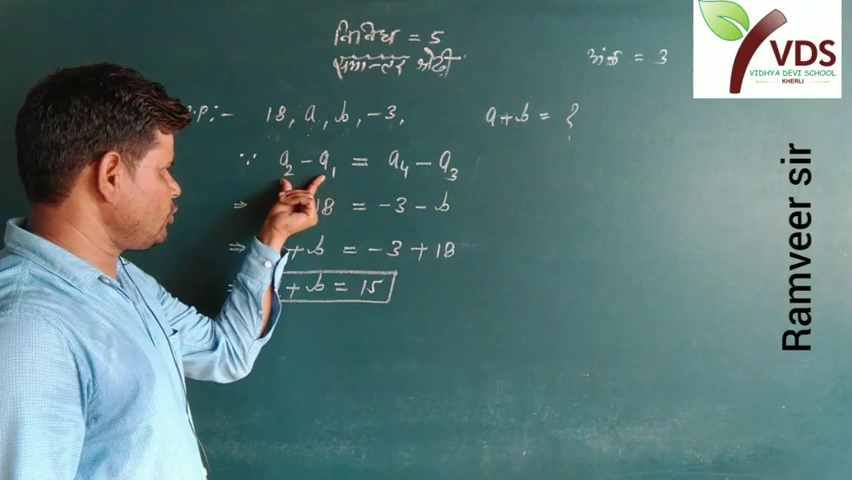 विविध = 5
समान्तर श्रेढी
अंक = 3
VDS
VIDHYA DEVI SCHOOL
KHERLI
.P:- 18, a, b, -3, a+b = ?
∵ a₂ - a₁ = a₄ - a₃
⇒ 18 = -3 - b
⇒ + b = -3 + 18
+ b = 15
Ramveer sir